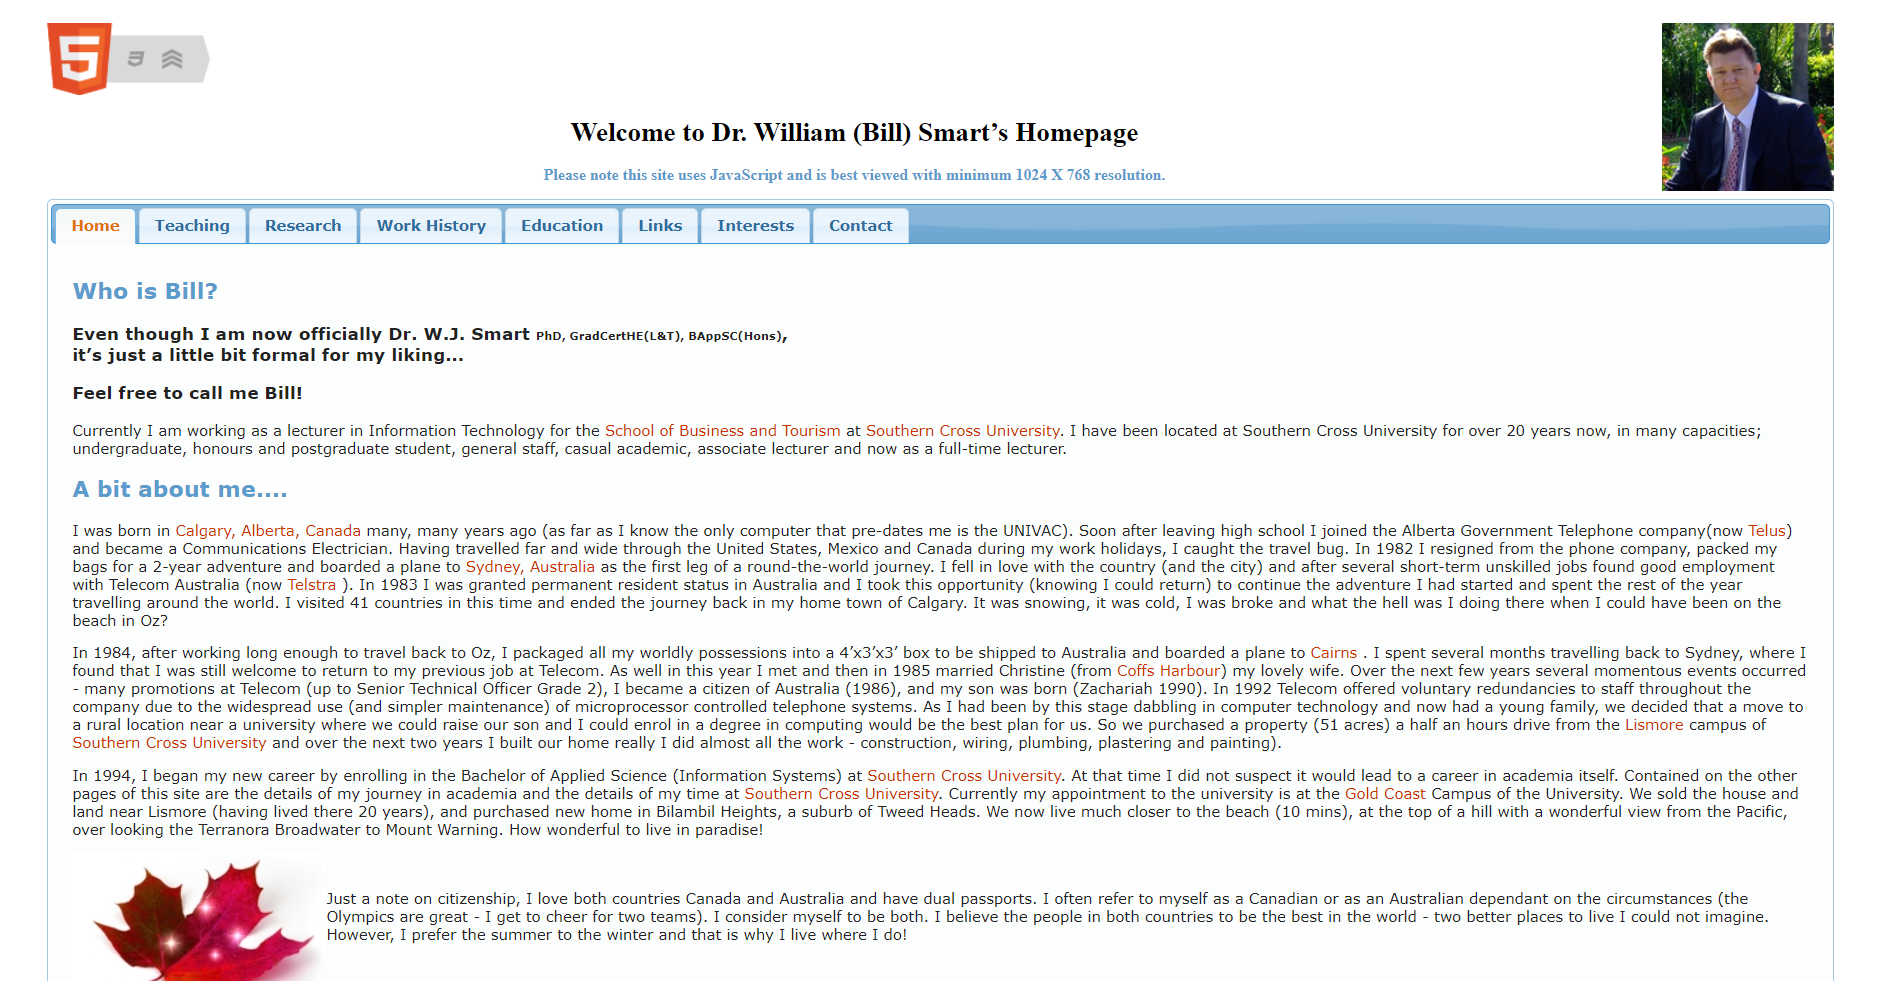 Welcome to Dr. William (Bill) Smart’s Homepage
Please note this site uses JavaScript and is best viewed with minimum 1024 X 768 resolution.
Home Teaching Research Work History Education Links Interests Contact
Who is Bill?
Even though I am now officially Dr. W.J. Smart PhD, GradCertHE(L&T), BAppSC(Hons),
it’s just a little bit formal for my liking...
Feel free to call me Bill!
Currently I am working as a lecturer in Information Technology for the School of Business and Tourism at Southern Cross University. I have been located at Southern Cross University for over 20 years now, in many capacities;
undergraduate, honours and postgraduate student, general staff, casual academic, associate lecturer and now as a full-time lecturer.
A bit about me....
I was born in Calgary, Alberta, Canada many, many years ago (as far as I know the only computer that pre-dates me is the UNIVAC). Soon after leaving high school I joined the Alberta Government Telephone company(now Telus)
and became a Communications Electrician. Having travelled far and wide through the United States, Mexico and Canada during my work holidays, I caught the travel bug. In 1982 I resigned from the phone company, packed my
bags for a 2-year adventure and boarded a plane to Sydney, Australia as the first leg of a round-the-world journey. I fell in love with the country (and the city) and after several short-term unskilled jobs found good employment
with Telecom Australia (now Telstra ). In 1983 I was granted permanent resident status in Australia and I took this opportunity (knowing I could return) to continue the adventure I had started and spent the rest of the year
travelling around the world. I visited 41 countries in this time and ended the journey back in my home town of Calgary. It was snowing, it was cold, I was broke and what the hell was I doing there when I could have been on the
beach in Oz?
In 1984, after working long enough to travel back to Oz, I packaged all my worldly possessions into a 4’x3’x3’ box to be shipped to Australia and boarded a plane to Cairns . I spent several months travelling back to Sydney, where I
found that I was still welcome to return to my previous job at Telecom. As well in this year I met and then in 1985 married Christine (from Coffs Harbour) my lovely wife. Over the next few years several momentous events occurred
- many promotions at Telecom (up to Senior Technical Officer Grade 2), I became a citizen of Australia (1986), and my son was born (Zachariah 1990). In 1992 Telecom offered voluntary redundancies to staff throughout the
company due to the widespread use (and simpler maintenance) of microprocessor controlled telephone systems. As I had been by this stage dabbling in computer technology and now had a young family, we decided that a move to
a rural location near a university where we could raise our son and I could enrol in a degree in computing would be the best plan for us. So we purchased a property (51 acres) a half an hours drive from the Lismore campus of
Southern Cross University and over the next two years I built our home really I did almost all the work - construction, wiring, plumbing, plastering and painting).
In 1994, I began my new career by enrolling in the Bachelor of Applied Science (Information Systems) at Southern Cross University. At that time I did not suspect it would lead to a career in academia itself. Contained on the other
pages of this site are the details of my journey in academia and the details of my time at Southern Cross University. Currently my appointment to the university is at the Gold Coast Campus of the University. We sold the house and
land near Lismore (having lived there 20 years), and purchased new home in Bilambil Heights, a suburb of Tweed Heads. We now live much closer to the beach (10 mins), at the top of a hill with a wonderful view from the Pacific,
over looking the Terranora Broadwater to Mount Warning. How wonderful to live in paradise!
Just a note on citizenship, I love both countries Canada and Australia and have dual passports. I often refer to myself as a Canadian or as an Australian dependant on the circumstances (the
Olympics are great - I get to cheer for two teams). I consider myself to be both. I believe the people in both countries to be the best in the world - two better places to live I could not imagine.
However, I prefer the summer to the winter and that is why I live where I do!